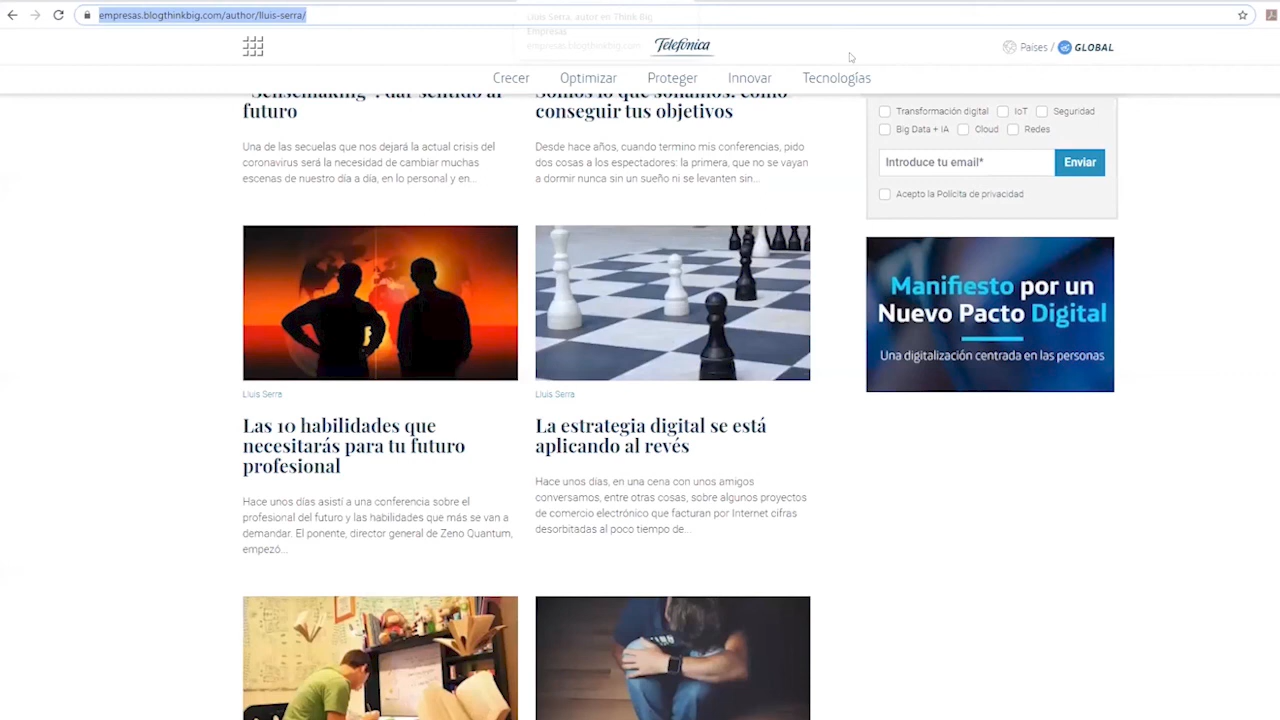 empresas.blogthinkbig.com/author/lluis-serra/
Lluis Serra, autor en Think Big
Empresas
empresas.blogthinkbig.com
Telefónica
Países / GLOBAL
Crecer Optimizar Proteger Innovar Tecnologías
"Sensemaking": dar sentido al
futuro
Una de las secuelas que nos dejará la actual crisis del
coronavirus será la necesidad de cambiar muchas
escenas de nuestro día a día, en lo personal y en...
Somos lo que soñamos: cómo
conseguir tus objetivos
Desde hace años, cuando termino mis conferencias, pido
dos cosas a los espectadores: la primera, que no se vayan
a dormir nunca sin un sueño ni se levanten sin...
Transformación digital IoT Seguridad
Big Data + IA Cloud Redes
Introduce tu email* Enviar
Acepto la Polícita de privacidad
Manifiesto por un
Nuevo Pacto Digital
Una digitalización centrada en las personas
Lluis Serra
Las 10 habilidades que
necesitarás para tu futuro
profesional
Hace unos días asistí a una conferencia sobre el
profesional del futuro y las habilidades que más se van a
demandar. El ponente, director general de Zeno Quantum,
empezó...
Lluis Serra
La estrategia digital se está
aplicando al revés
Hace unos días, en una cena con unos amigos
conversamos, entre otras cosas, sobre algunos proyectos
de comercio electrónico que facturan por Internet cifras
desorbitadas al poco tiempo de...